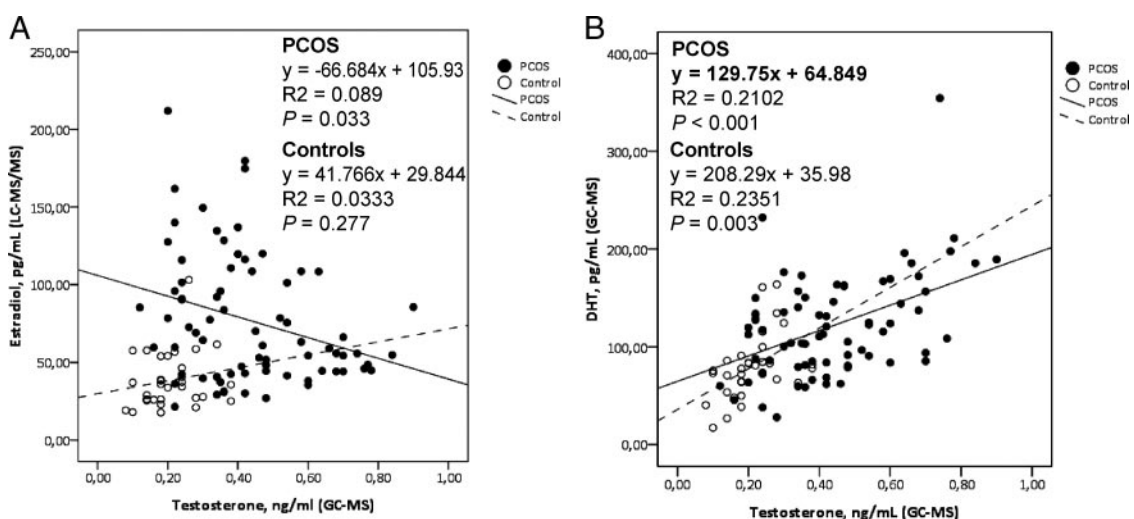 A
PCOS
y = -66.684x + 105.93
R2 = 0.089
P = 0.033
Controls
y = 41.766x + 29.844
R2 = 0.0333
P = 0.277
PCOS
Control
PCOS
Control
Estradiol, pg/mL (LC-MS/MS)
250,00
200,00
150,00
100,00
50,00
00,00
0,00 0,20 0,40 0,60 0,80 1,00
Testosterone, ng/ml (GC-MS)
B
PCOS
y = 129.75x + 64.849
R2 = 0.2102
P < 0.001
Controls
y = 208.29x + 35.98
R2 = 0.2351
P = 0.003
PCOS
Control
PCOS
Control
DHT, pg/mL (GC-MS)
400,00
300,00
200,00
100,00
00,00
0,00 0,20 0,40 0,60 0,80 1,00
Testosterone, ng/mL (GC-MS)